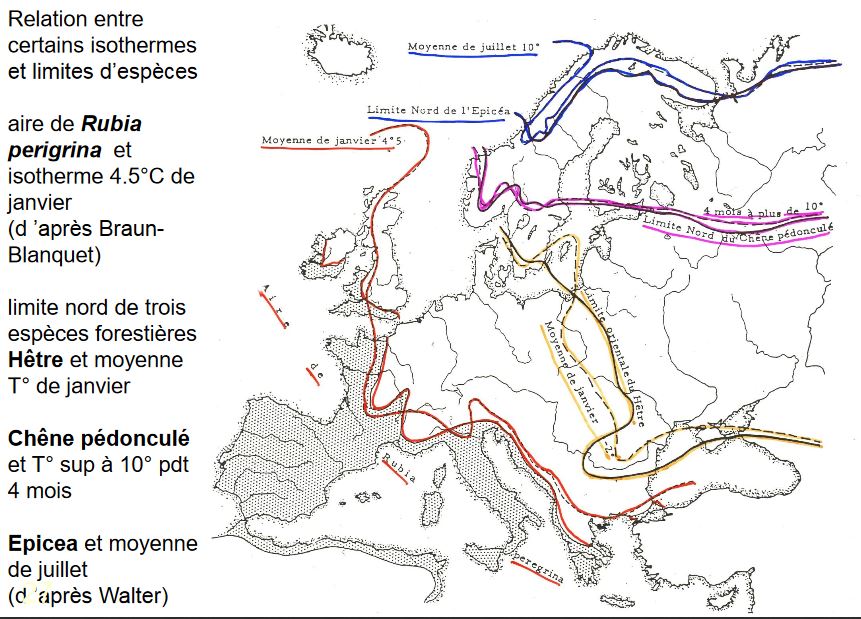 Relation entre
certains isothermes
et limites d'espèces
aire de Rubia
perigrina et
isotherme 4.5°C de
janvier
(d 'après Braun-
Blanquet)
limite nord de trois
espèces forestières
Hêtre et moyenne
T° de janvier
Chêne pédonculé
et T° sup à 10° pdt
4 mois
Epicea et moyenne
de juillet
(d 'après Walter)
Moyenne de juillet 10°
Limite Nord de l'Epicéa
Moyenne de janvier 4°5
4 mois à plus de 10°
Limite Nord du Chêne pédonculé
Limite orientale du Hêtre
Moyenne de janvier
Aire
de
Rubia
peregrina